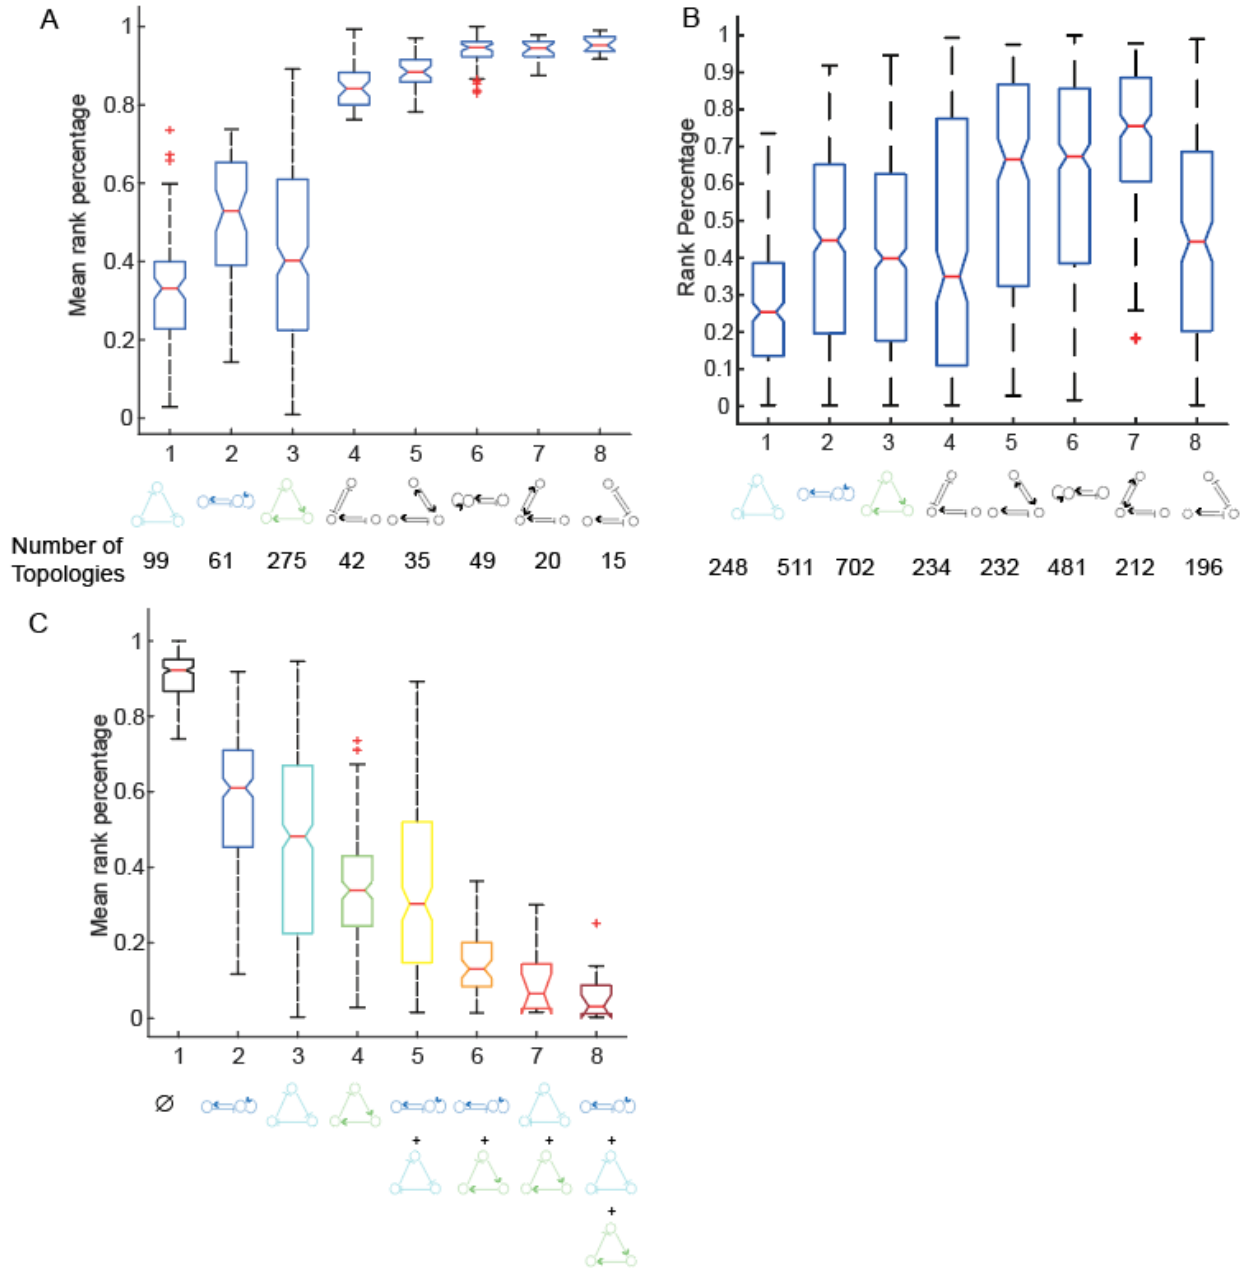 A
Mean rank percentage
1
0.8
0.6
0.4
0.2
0
1 2 3 4 5 6 7 8
Number of
Topologies
99 61 275 42 35 49 20 15
B
Rank Percentage
1
0.9
0.8
0.7
0.6
0.5
0.4
0.3
0.2
0.1
0
1 2 3 4 5 6 7 8
248 511 702 234 232 481 212 196
C
Mean rank percentage
1
0.8
0.6
0.4
0.2
0
1 2 3 4 5 6 7 8
∅
+ + + +
+